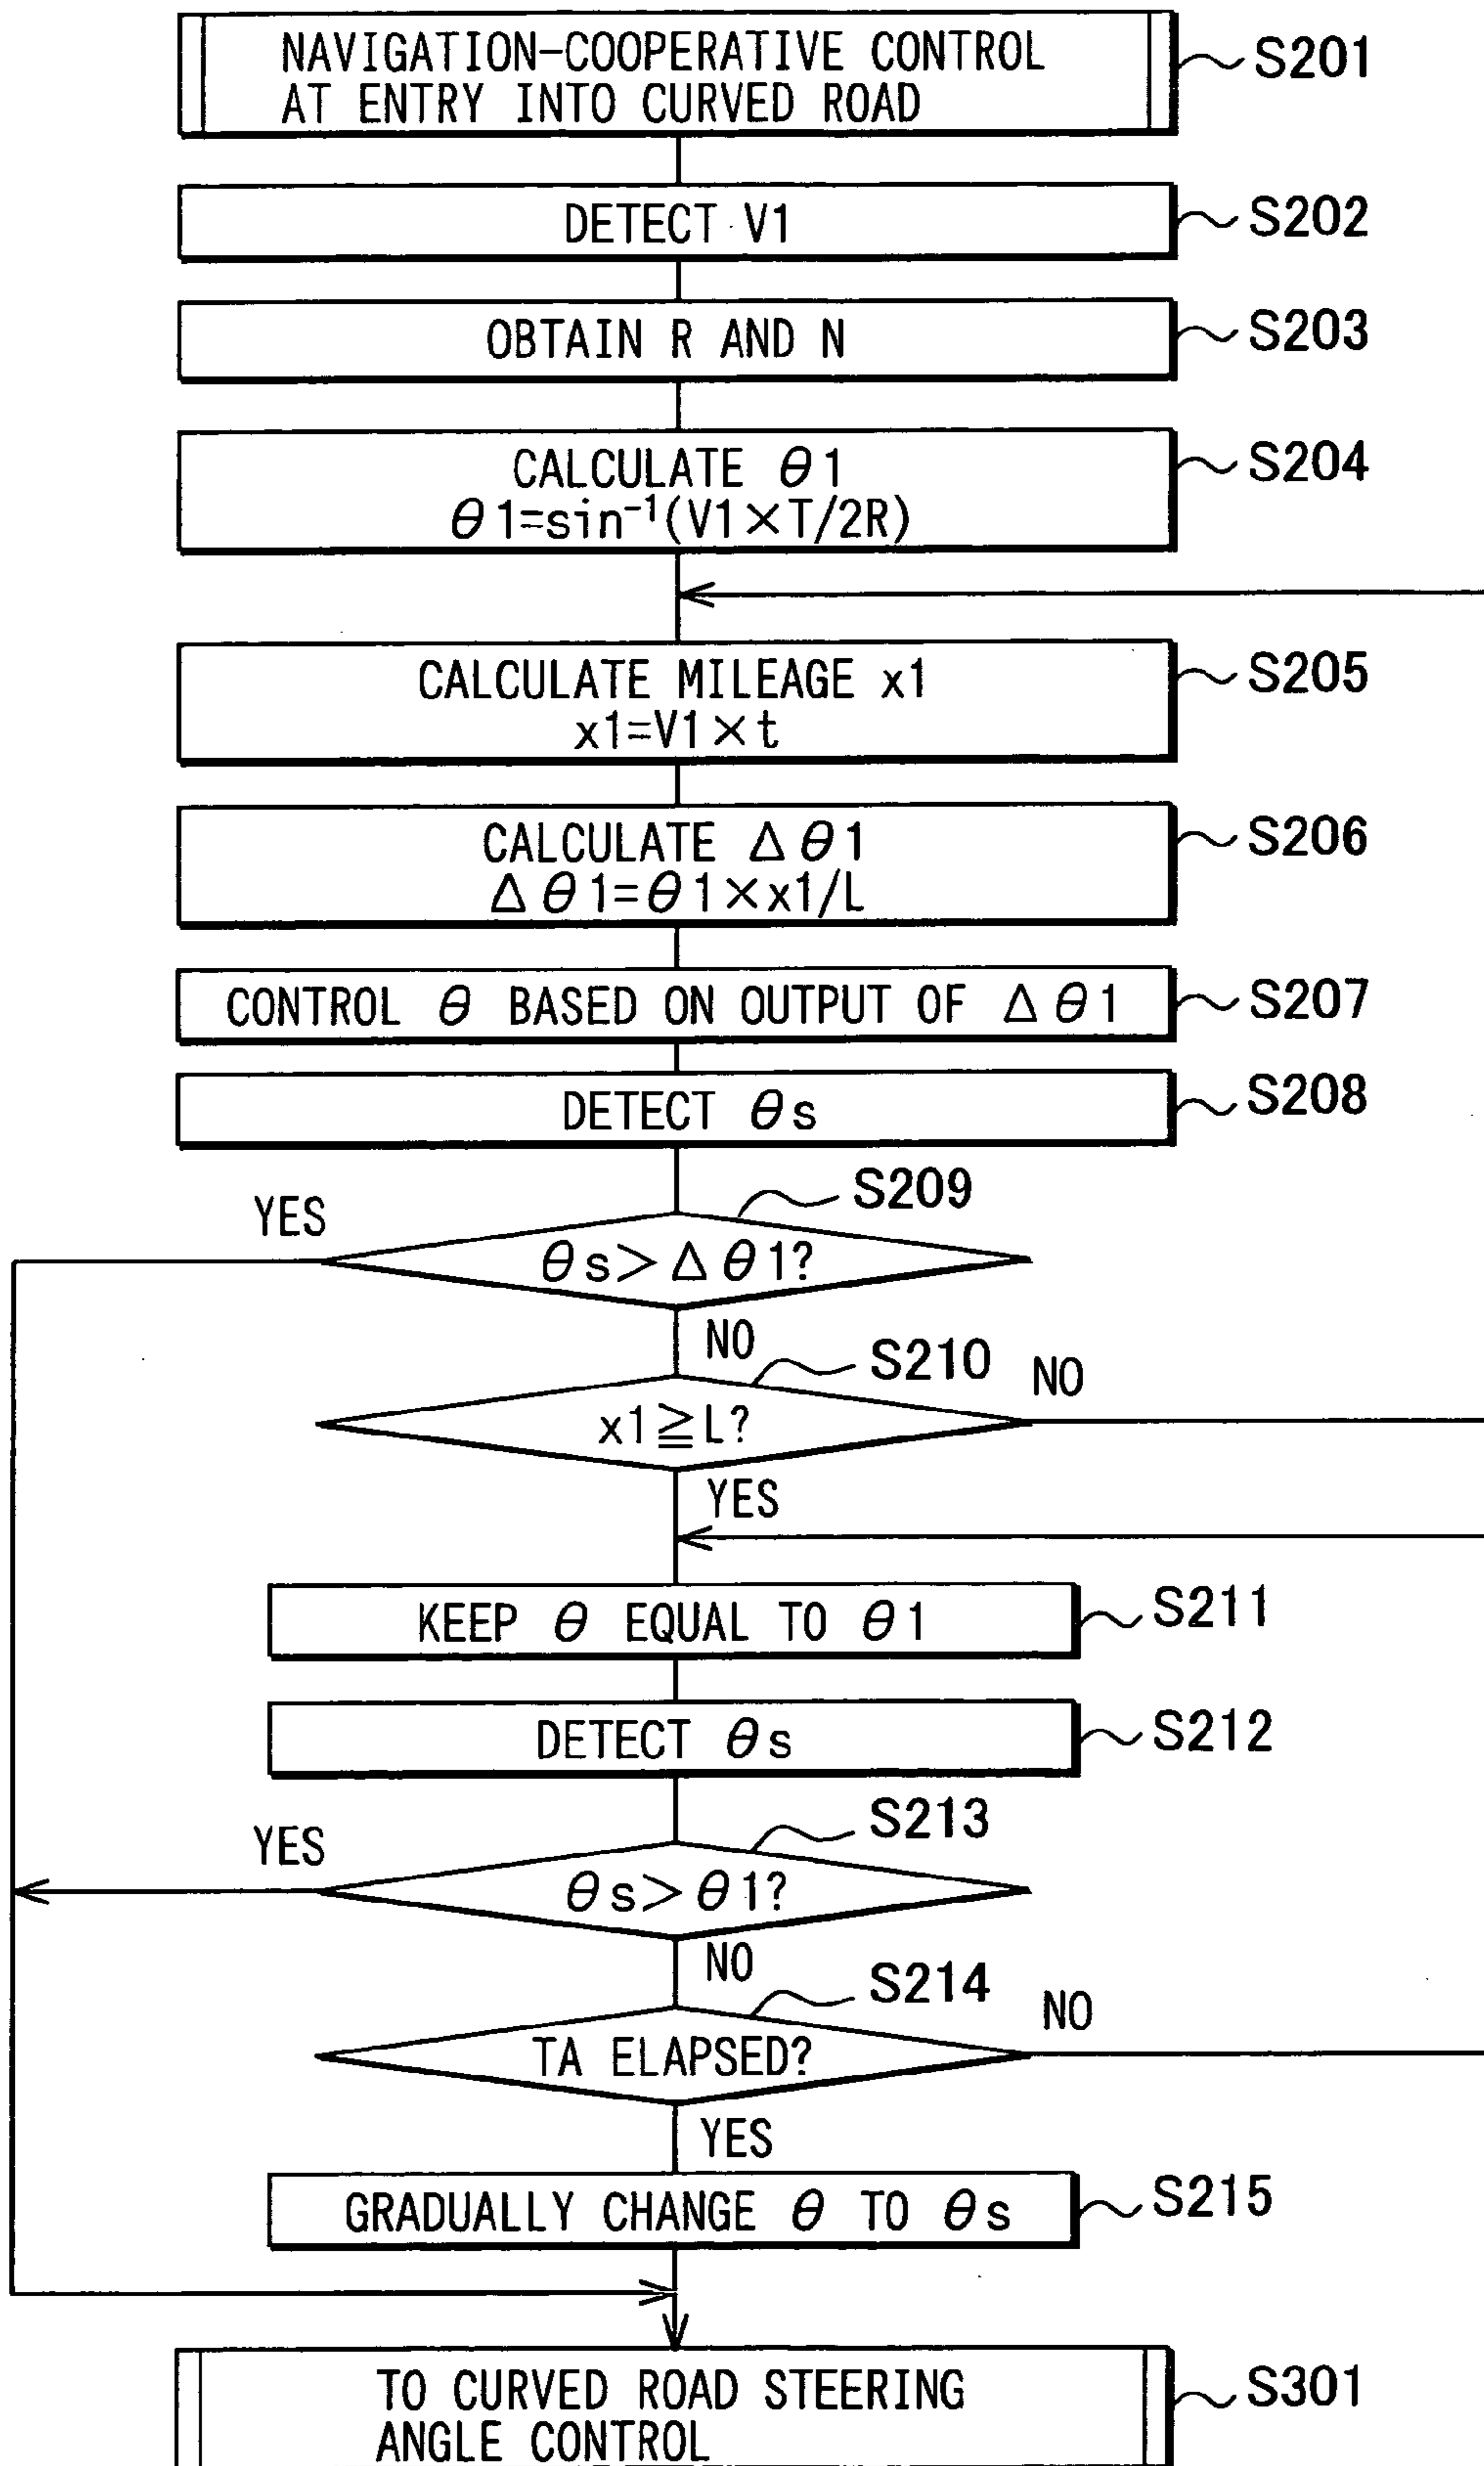 NAVIGATION-COOPERATIVE CONTROL
AT ENTRY INTO CURVED ROAD
S201
DETECT V1
S202
OBTAIN R AND N
S203
CALCULATE θ1
θ1=sin⁻¹(V1×T/2R)
S204
CALCULATE MILEAGE x1
x1=V1×t
S205
CALCULATE Δθ1
Δθ1=θ1×x1/L
S206
CONTROL θ BASED ON OUTPUT OF Δθ1
S207
DETECT θs
S208
S209
YES
θs>Δθ1?
NO
S210
NO
x1≧L?
YES
KEEP θ EQUAL TO θ1
S211
DETECT θs
S212
S213
YES
θs>θ1?
NO
S214
NO
TA ELAPSED?
YES
GRADUALLY CHANGE θ TO θs
S215
TO CURVED ROAD STEERING
ANGLE CONTROL
S301